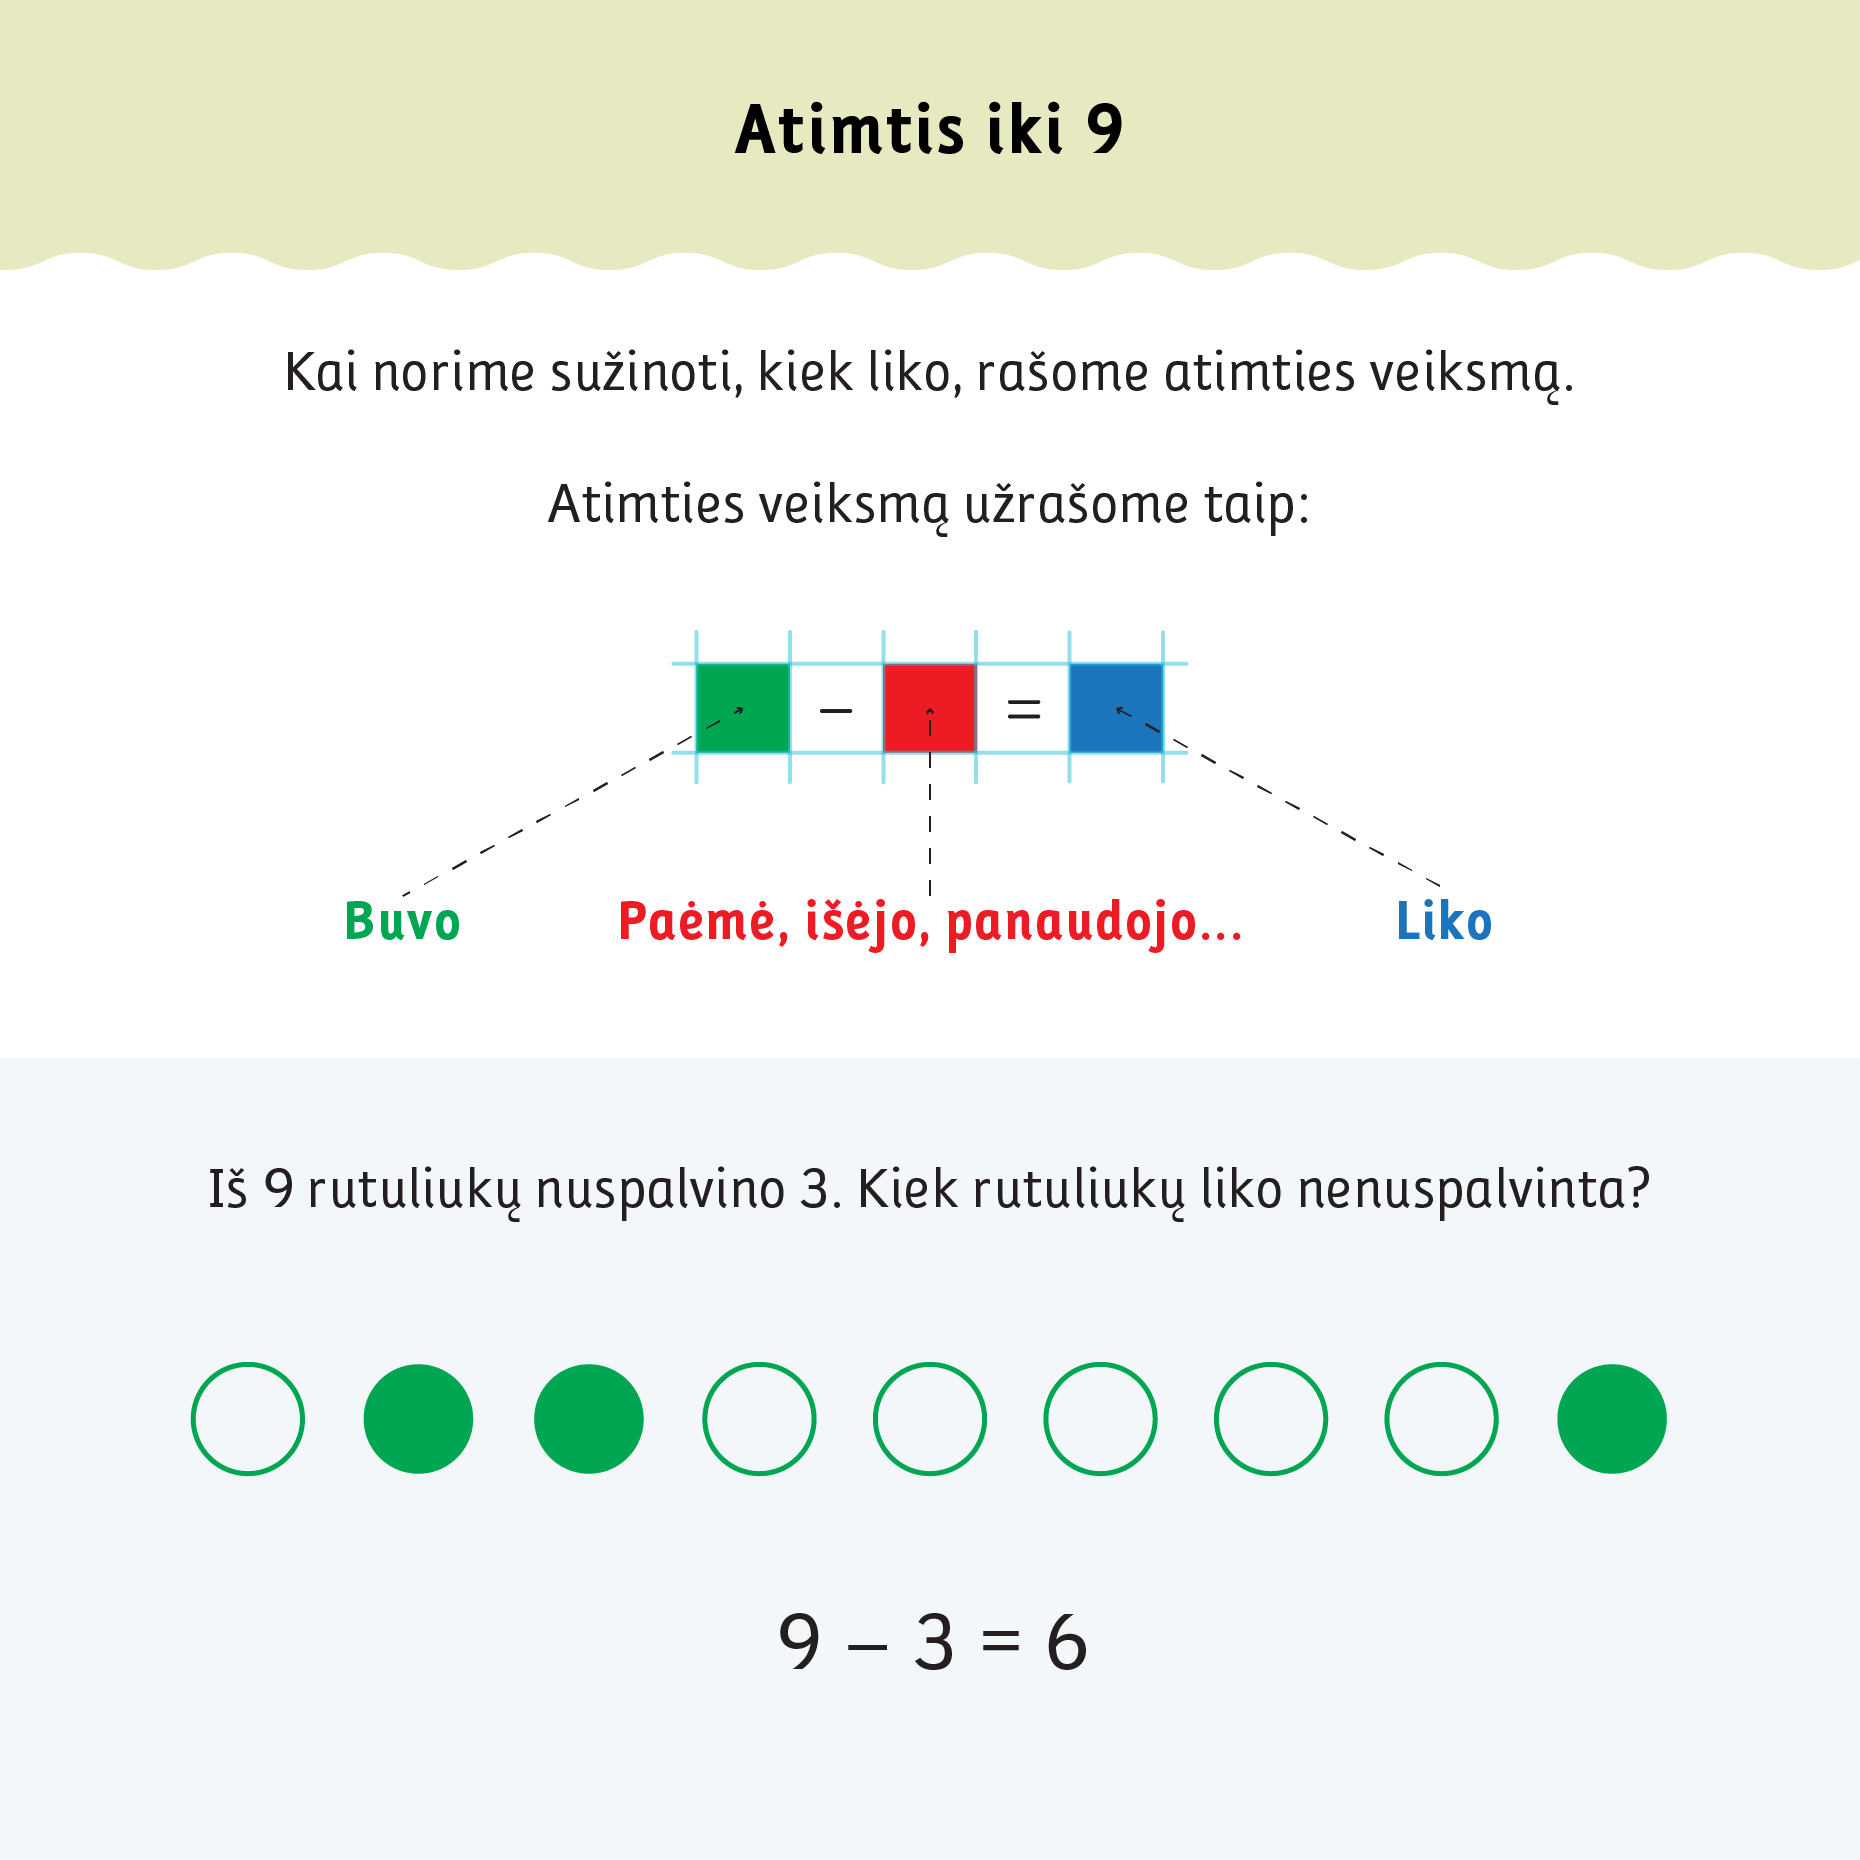 Atimtis iki 9
Kai norime sužinoti, kiek liko, rašome atimties veiksmą.
Atimties veiksmą užrašome taip:
– =
Buvo Paėmė, išėjo, panaudojo... Liko
Iš 9 rutuliukų nuspalvino 3. Kiek rutuliukų liko nenuspalvinta?
9 – 3 = 6